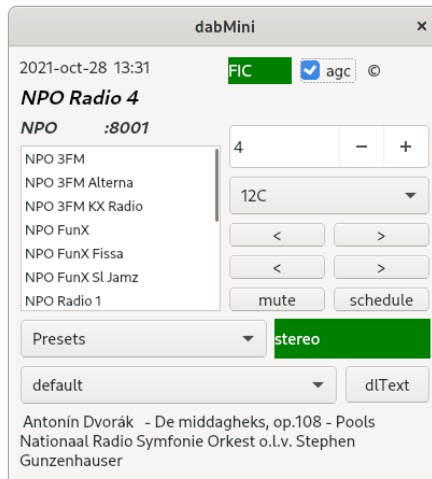 dabMini ×
2021-oct-28 13:31 FIC agc ©
NPO Radio 4
NPO :8001
4 − +
12C
NPO 3FM
NPO 3FM Alterna
NPO 3FM KX Radio
NPO FunX
NPO FunX Fissa
NPO FunX Sl Jamz
NPO Radio 1
< >
< >
mute schedule
Presets stereo
default dlText
Antonín Dvorák - De middagheks, op.108 - Pools
Nationaal Radio Symfonie Orkest o.l.v. Stephen
Gunzenhauser